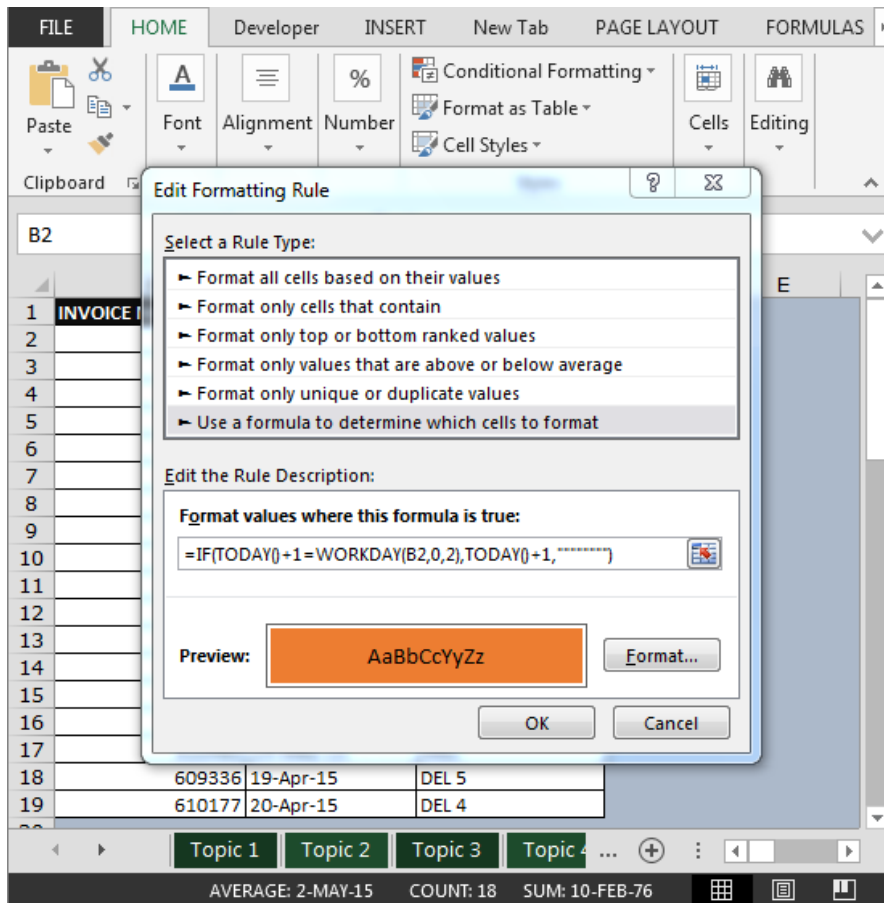 FILE HOME Developer INSERT New Tab PAGE LAYOUT FORMULAS
Conditional Formatting
Format as Table
Cell Styles
Paste Font Alignment Number Cells Editing
%
Clipboard
Edit Formatting Rule
B2
Select a Rule Type:
► Format all cells based on their values
► Format only cells that contain
► Format only top or bottom ranked values
► Format only values that are above or below average
► Format only unique or duplicate values
► Use a formula to determine which cells to format
E
1 INVOICE
2
3
4
5
6
7
8
9
10
11
12
13
14
15
16
17
Edit the Rule Description:
Format values where this formula is true:
=IF(TODAY()+1=WORKDAY(B2,0,2),TODAY()+1,"""""""")
Preview: AaBbCcYyZz Format...
OK Cancel
18 609336 19-Apr-15 DEL 5
19 610177 20-Apr-15 DEL 4
Topic 1 Topic 2 Topic 3 Topic ...
AVERAGE: 2-MAY-15 COUNT: 18 SUM: 10-FEB-76